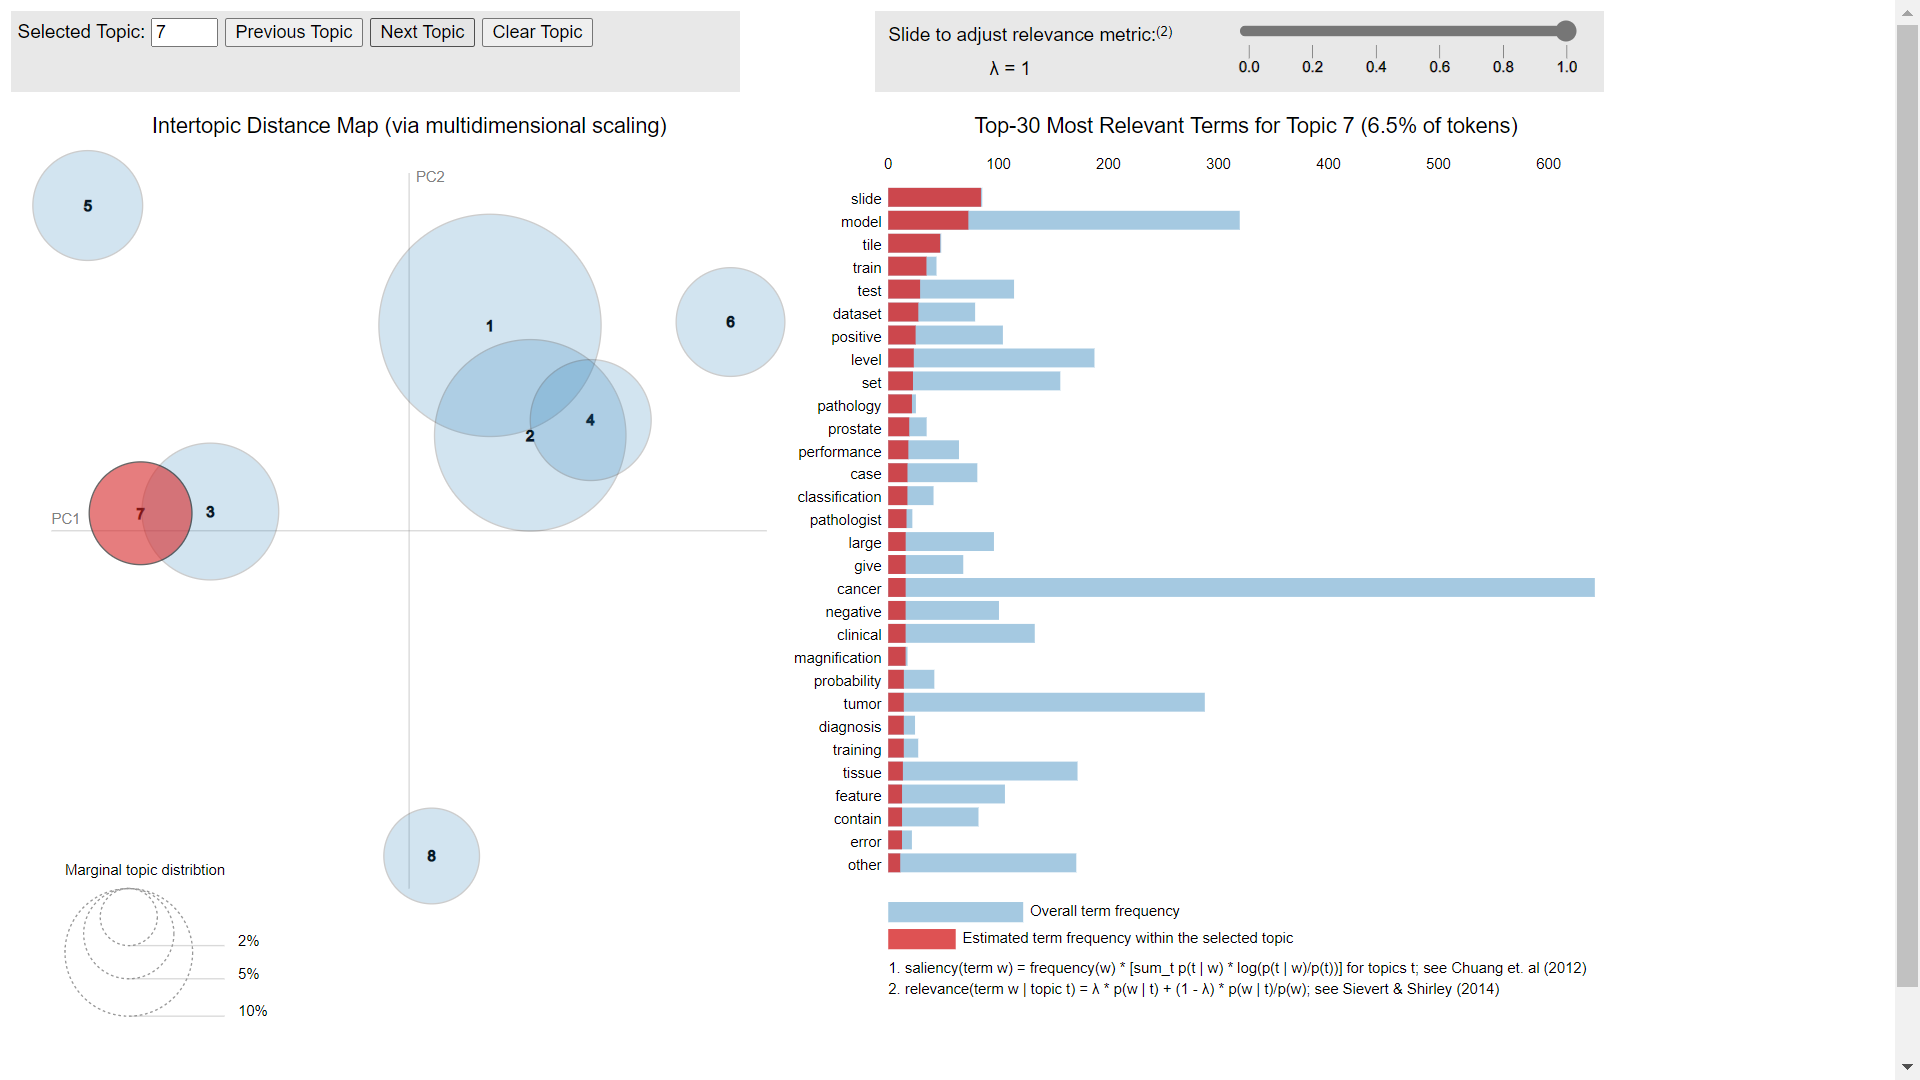 Selected Topic: 7 Previous Topic Next Topic Clear Topic
Slide to adjust relevance metric:(2)
λ = 1
0.0 0.2 0.4 0.6 0.8 1.0
Intertopic Distance Map (via multidimensional scaling)
PC2
PC1
5
1
6
4
2
7
3
8
Marginal topic distribtion
2%
5%
10%
Top-30 Most Relevant Terms for Topic 7 (6.5% of tokens)
0 100 200 300 400 500 600
slide
model
tile
train
test
dataset
positive
level
set
pathology
prostate
performance
case
classification
pathologist
large
give
cancer
negative
clinical
magnification
probability
tumor
diagnosis
training
tissue
feature
contain
error
other
Overall term frequency
Estimated term frequency within the selected topic
1. saliency(term w) = frequency(w) * [sum_t p(t | w) * log(p(t | w)/p(t))] for topics t; see Chuang et. al (2012)
2. relevance(term w | topic t) = λ * p(w | t) + (1 - λ) * p(w | t)/p(w); see Sievert & Shirley (2014)